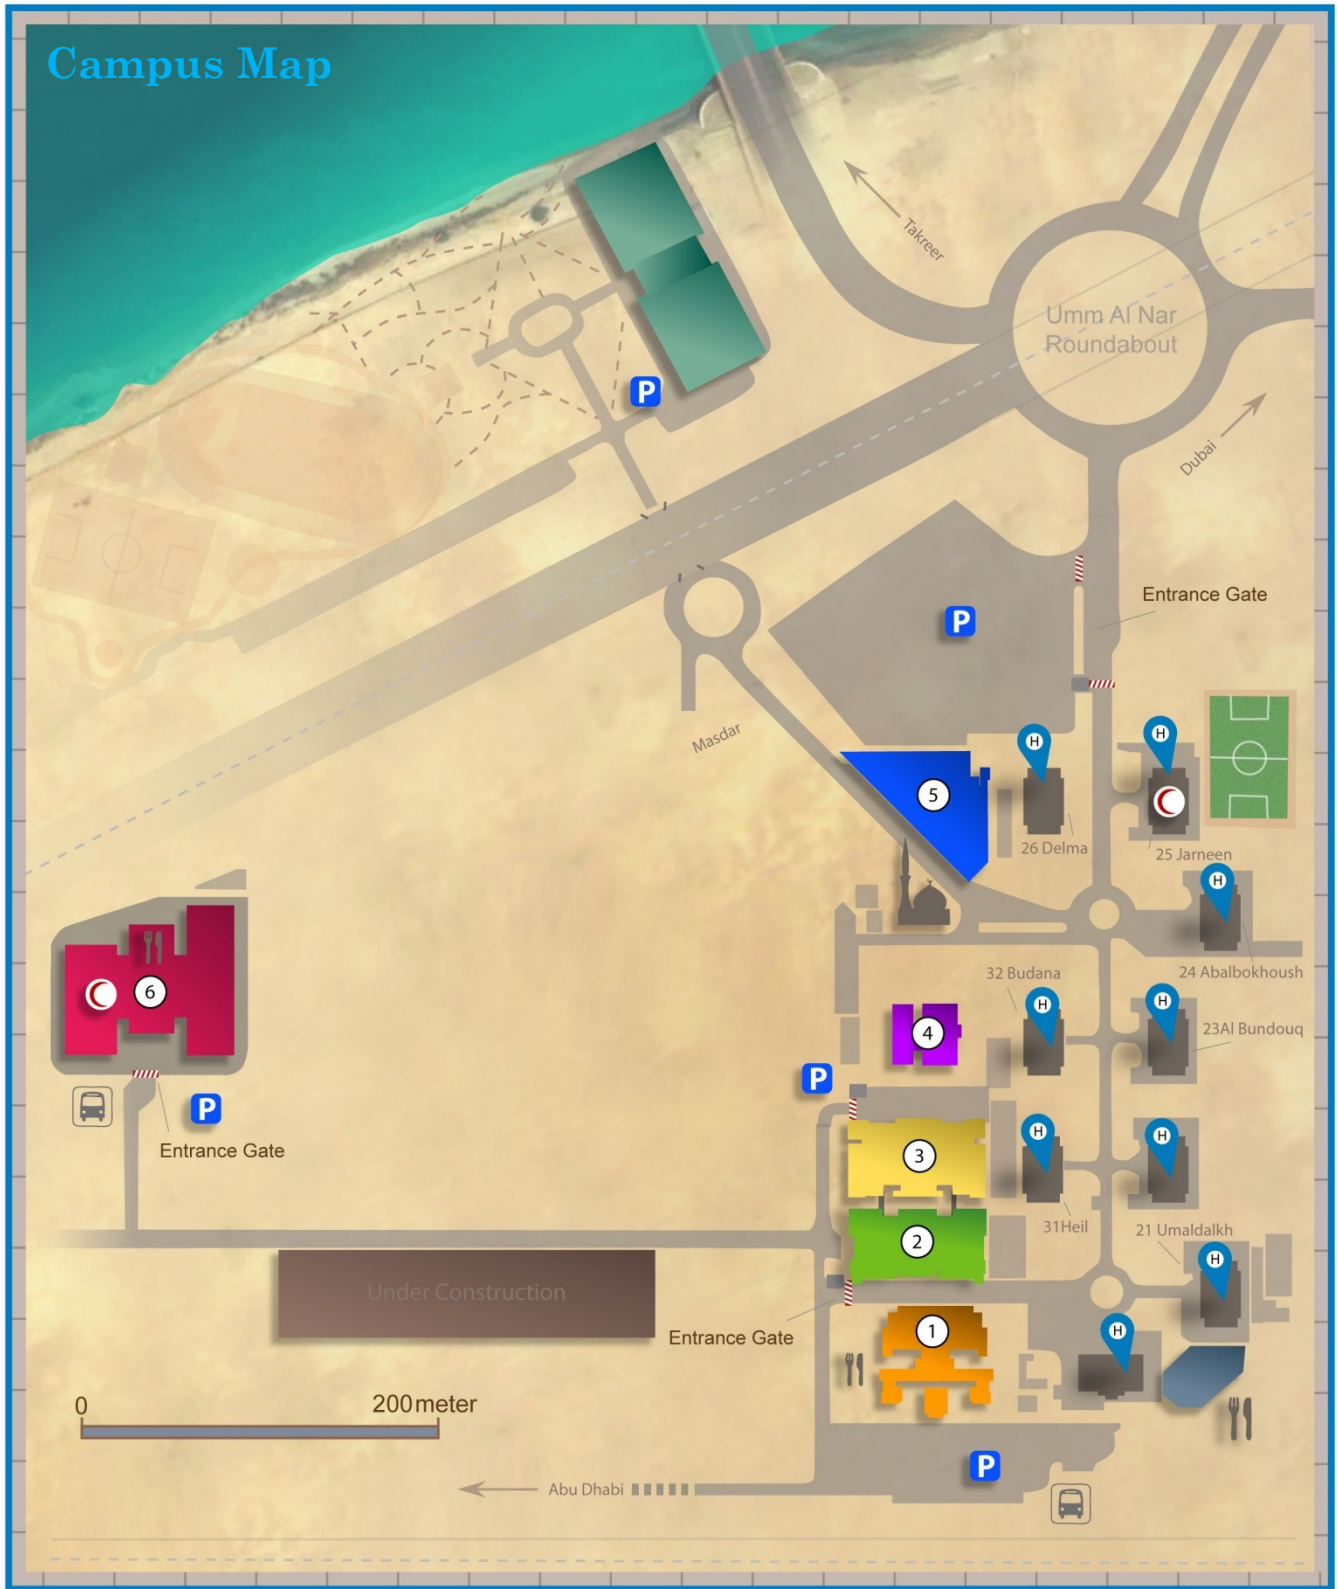 Campus Map
Takreer
Umm Al Nar
Roundabout
P
Dubai
Entrance Gate
P
Masdar
H
H
5
26 Delma
25 Jarneen
H
24 Abalbokhoush
32 Budana
H
H
23Al Bundouq
6
4
P
P
Entrance Gate
3
H
H
31Heil
21 Umaldalkh
2
H
Under Construction
Entrance Gate
1
H
0
200meter
Abu Dhabi
P